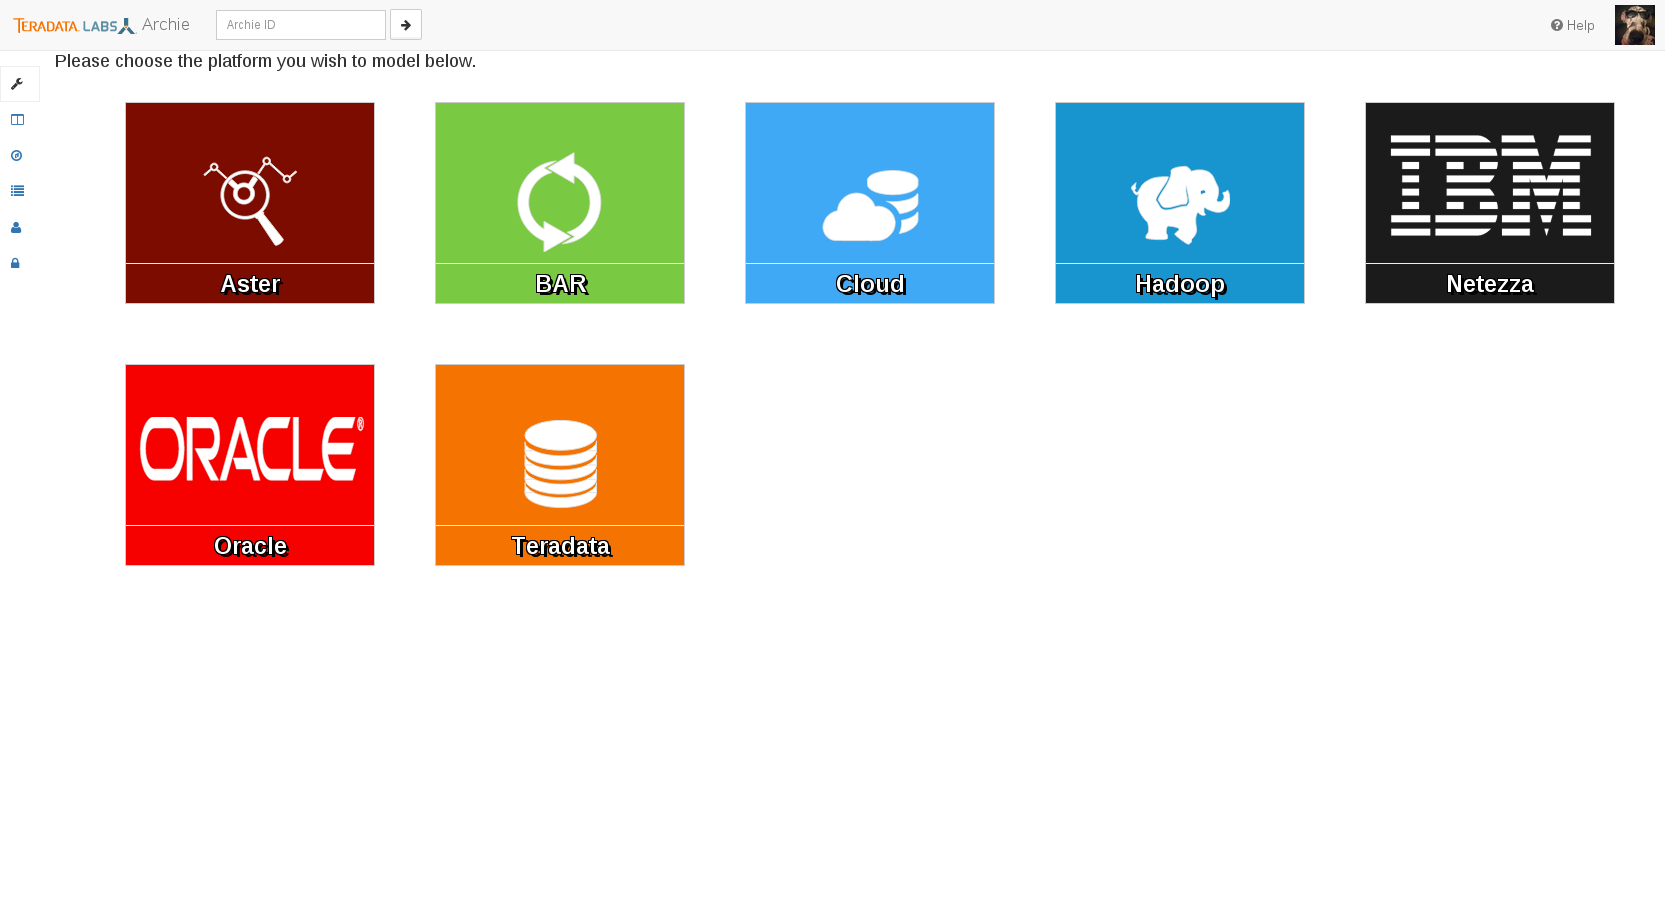 TERADATA. LABS Archie Archie ID Help
Please choose the platform you wish to model below.
IBM
Aster BAR Cloud Hadoop Netezza
ORACLE®
Oracle Teradata